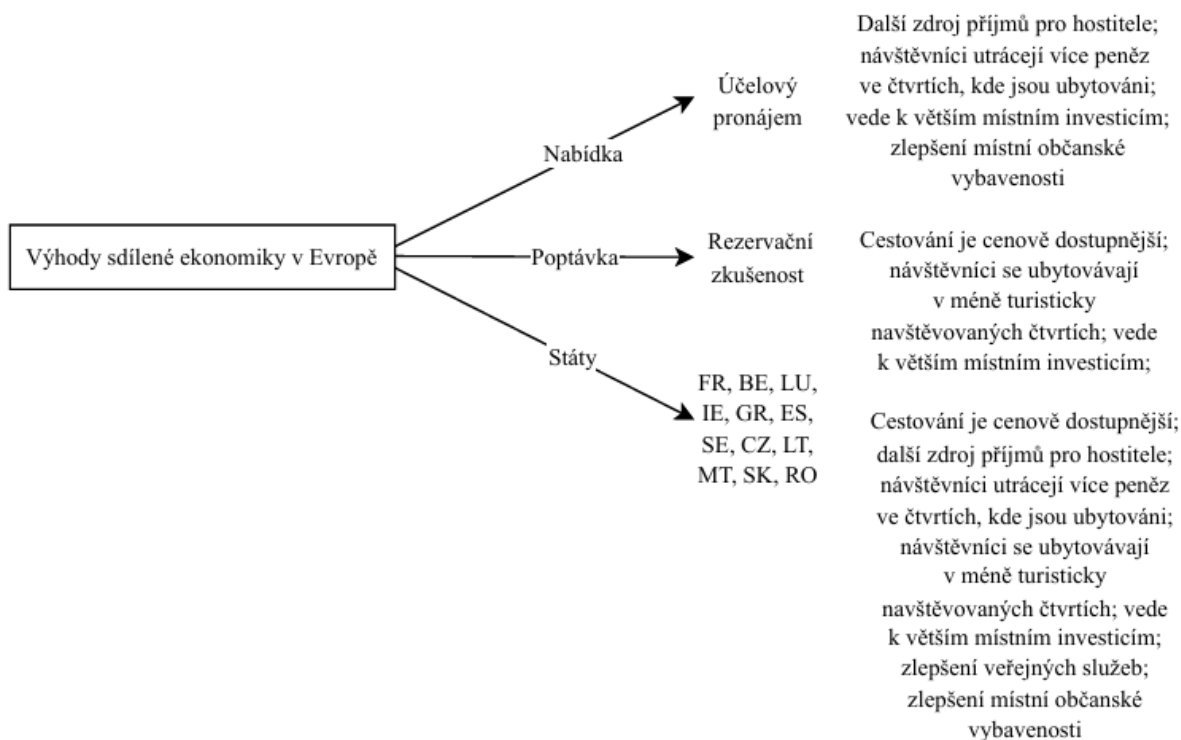 Výhody sdílené ekonomiky v Evropě
Nabídka
Účelový
pronájem
Další zdroj příjmů pro hostitele;
návštěvníci utrácejí více peněz
ve čtvrtích, kde jsou ubytováni;
vede k větším místním investicím;
zlepšení místní občanské
vybavenosti
Poptávka
Rezervační
zkušenost
Cestování je cenově dostupnější;
návštěvníci se ubytovávají
v méně turisticky
navštěvovaných čtvrtích; vede
k větším místním investicím;
Státy
FR, BE, LU,
IE, GR, ES,
SE, CZ, LT,
MT, SK, RO
Cestování je cenově dostupnější;
další zdroj příjmů pro hostitele;
návštěvníci utrácejí více peněz
ve čtvrtích, kde jsou ubytováni;
návštěvníci se ubytovávají
v méně turisticky
navštěvovaných čtvrtích; vede
k větším místním investicím;
zlepšení veřejných služeb;
zlepšení místní občanské
vybavenosti